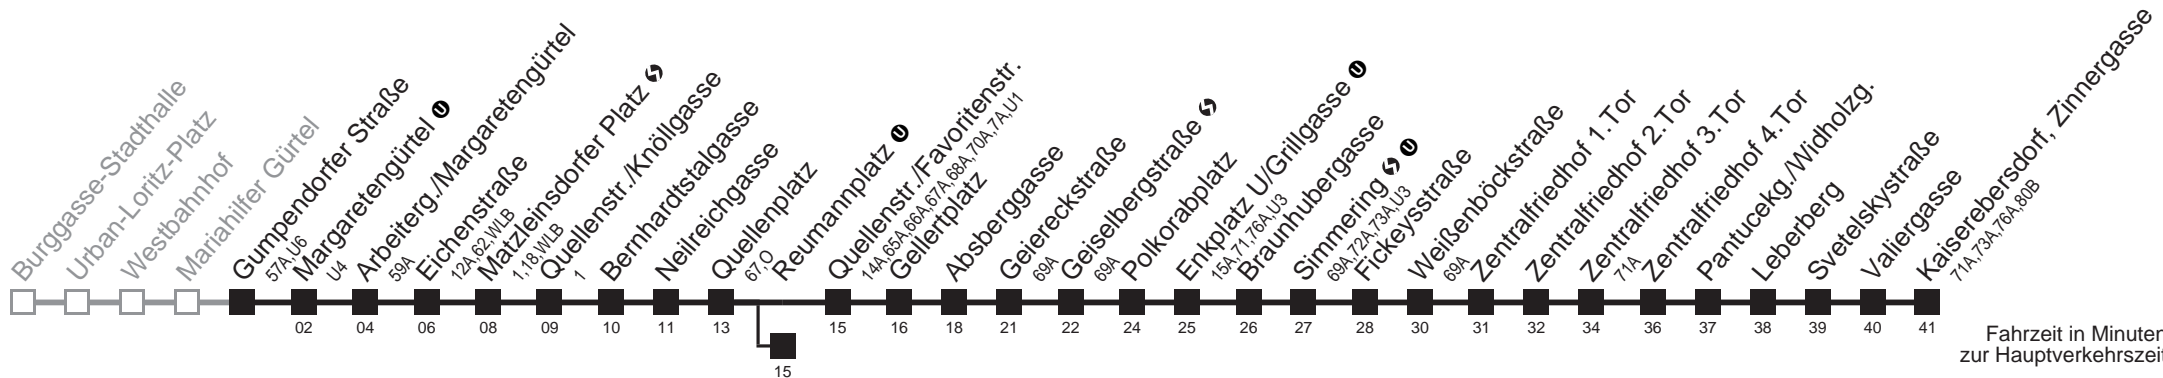 Burggasse-Stadthalle
Urban-Loritz-Platz
Westbahnhof
Mariahilfer Gürtel
Gumpendorfer Straße
57A,U6
Margaretengürtel U
U4
Arbeiterg./Margaretengürtel
59A
Eichenstraße
12A,62,WLB
Matzleinsdorfer Platz
1,18,WLB
Quellenstr./Knöllgasse
1
Bernhardtstalgasse
Neilreichgasse
Quellenplatz
67,O
Reumannplatz U
Quellenstr./Favoritenstr.
14A,65A,66A,67A,68A,70A,7A,U1
Gellertplatz
Absberggasse
Geiereckstraße
69A
Geiselbergstraße
69A
Polkorabplatz
Enkplatz U/Grillgasse U
15A,71,76A,U3
Braunhubergasse
Simmering U
69A,72A,73A,U3
Fickeysstraße
Weißenböckstraße
69A
Zentralfriedhof 1.Tor
Zentralfriedhof 2.Tor
Zentralfriedhof 3.Tor
71A
Zentralfriedhof 4.Tor
Pantucekg./Widholzg.
Leberberg
Svetelskystraße
Valiergasse
Kaiserebersdorf, Zinnergasse
71A,73A,76A,80B
02 04 06 08 09 10 11 13 15 16 18 21 22 24 25 26 27 28 30 31 32 34 36 37 38 39 40 41
15
Fahrzeit in Minuten
zur Hauptverkehrszeit